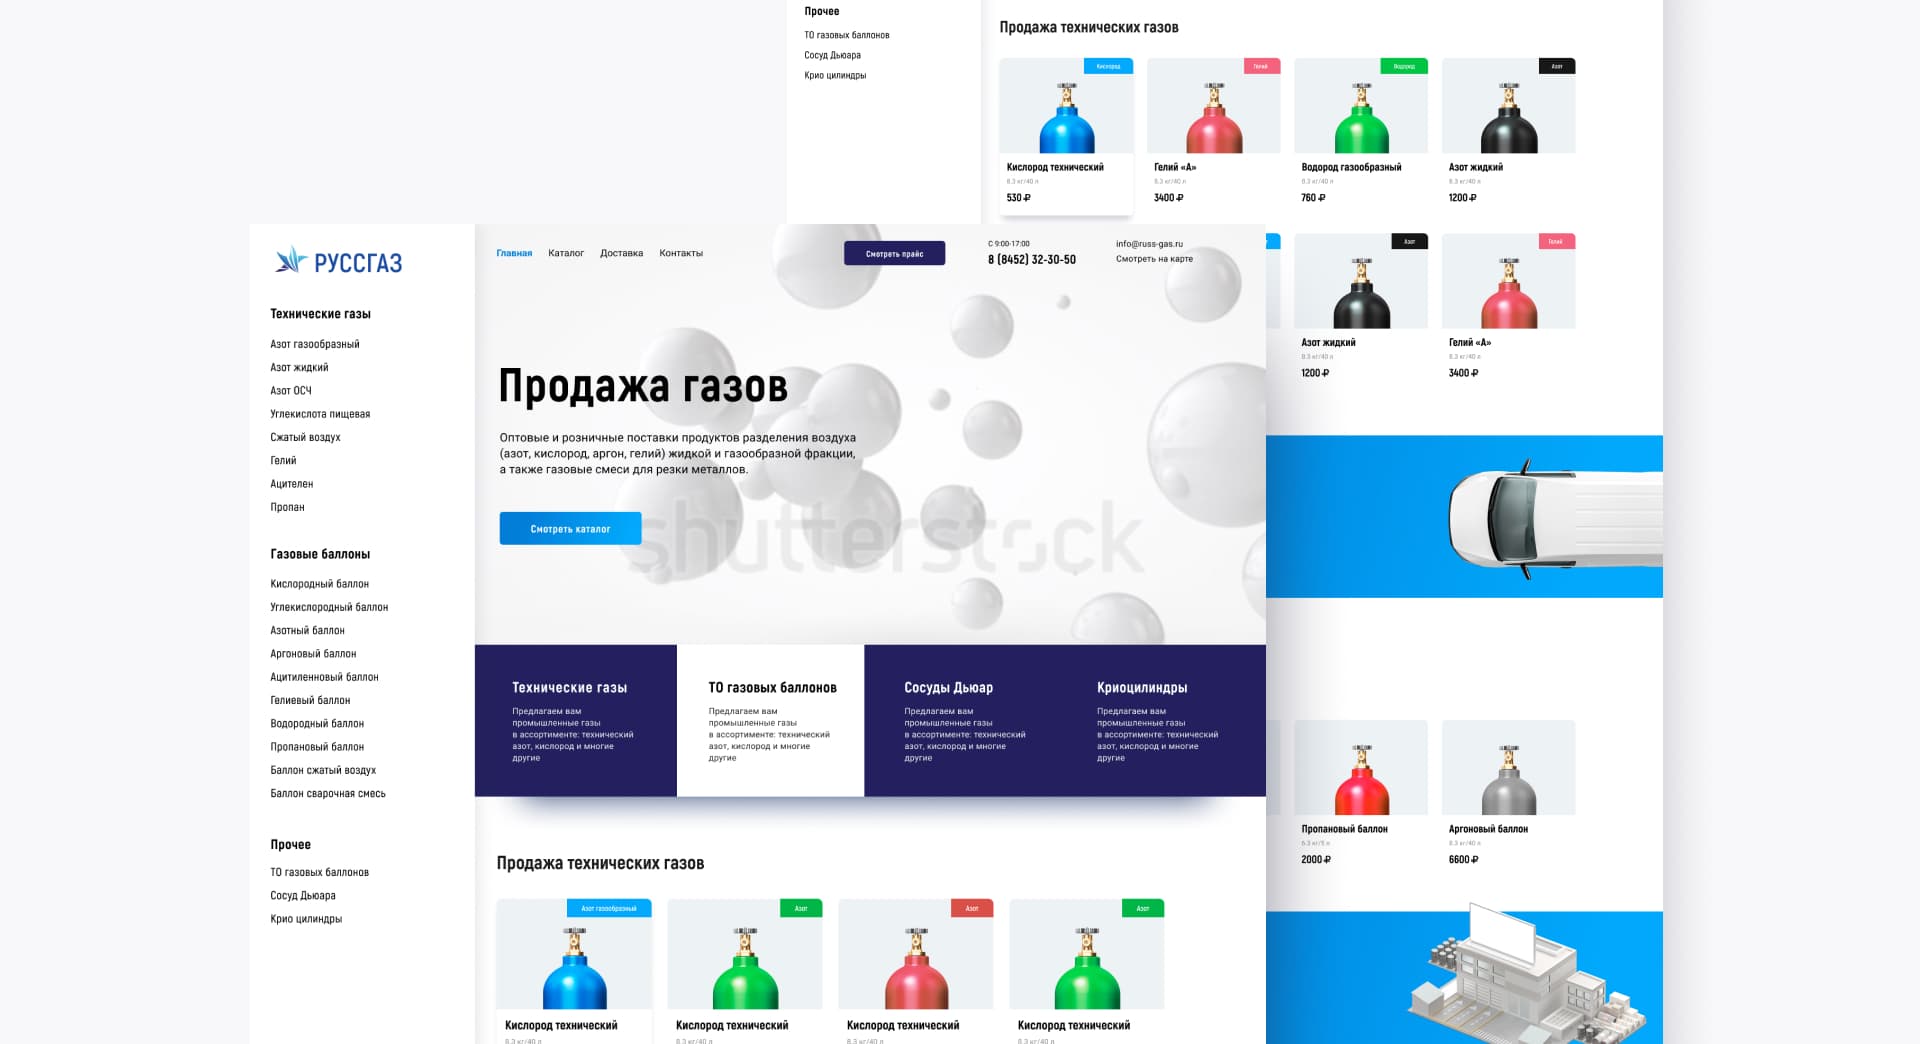 Прочее
ТО газовых баллонов
Сосуд Дьюара
Крио цилиндры
Продажа технических газов
Кислород
Гелий
Водород
Азот
Кислород технический
8.3 кг/40 л
530 ₽
Гелий «А»
8.3 кг/40 л
3400 ₽
Водород газообразный
8.3 кг/40 л
760 ₽
Азот жидкий
8.3 кг/40 л
1200 ₽
Азот
Гелий
Азот жидкий
8.3 кг/40 л
1200 ₽
Гелий «А»
8.3 кг/40 л
3400 ₽
Пропановый баллон
6.3 кг/5 л
2000 ₽
Аргоновый баллон
8.3 кг/40 л
6600 ₽
РУССГАЗ
Технические газы
Азот газообразный
Азот жидкий
Азот ОСЧ
Углекислота пищевая
Сжатый воздух
Гелий
Ацителен
Пропан
Газовые баллоны
Кислородный баллон
Углекислородный баллон
Азотный баллон
Аргоновый баллон
Ацитиленновый баллон
Гелиевый баллон
Водородный баллон
Пропановый баллон
Баллон сжатый воздух
Баллон сварочная смесь
Прочее
ТО газовых баллонов
Сосуд Дьюара
Крио цилиндры
Главная Каталог Доставка Контакты
Смотреть прайс
С 9:00-17:00
8 (8452) 32-30-50
info@russ-gas.ru
Смотреть на карте
Продажа газов
Оптовые и розничные поставки продуктов разделения воздуха
(азот, кислород, аргон, гелий) жидкой и газообразной фракции,
а также газовые смеси для резки металлов.
Смотреть каталог
shutterstock
Технические газы
Предлагаем вам
промышленные газы
в ассортименте: технический
азот, кислород и многие
другие
ТО газовых баллонов
Предлагаем вам
промышленные газы
в ассортименте: технический
азот, кислород и многие
другие
Сосуды Дьюар
Предлагаем вам
промышленные газы
в ассортименте: технический
азот, кислород и многие
другие
Криоцилиндры
Предлагаем вам
промышленные газы
в ассортименте: технический
азот, кислород и многие
другие
Продажа технических газов
Азот газообразный
Азот
Азот
Азот
Кислород технический
8.3 кг/40 л
Кислород технический
8.3 кг/40 л
Кислород технический
8.3 кг/40 л
Кислород технический
8.3 кг/40 л